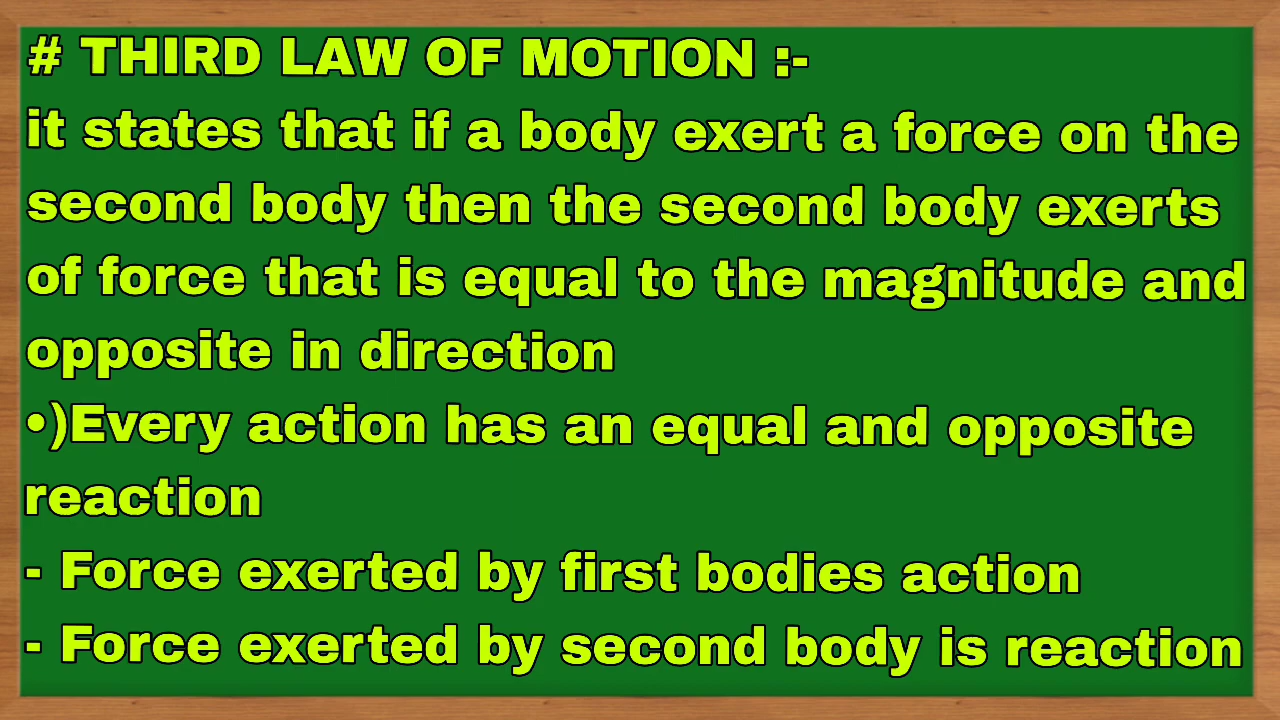 # THIRD LAW OF MOTION :-
it states that if a body exert a force on the
second body then the second body exerts
of force that is equal to the magnitude and
opposite in direction
•)Every action has an equal and opposite
reaction
- Force exerted by first bodies action
- Force exerted by second body is reaction